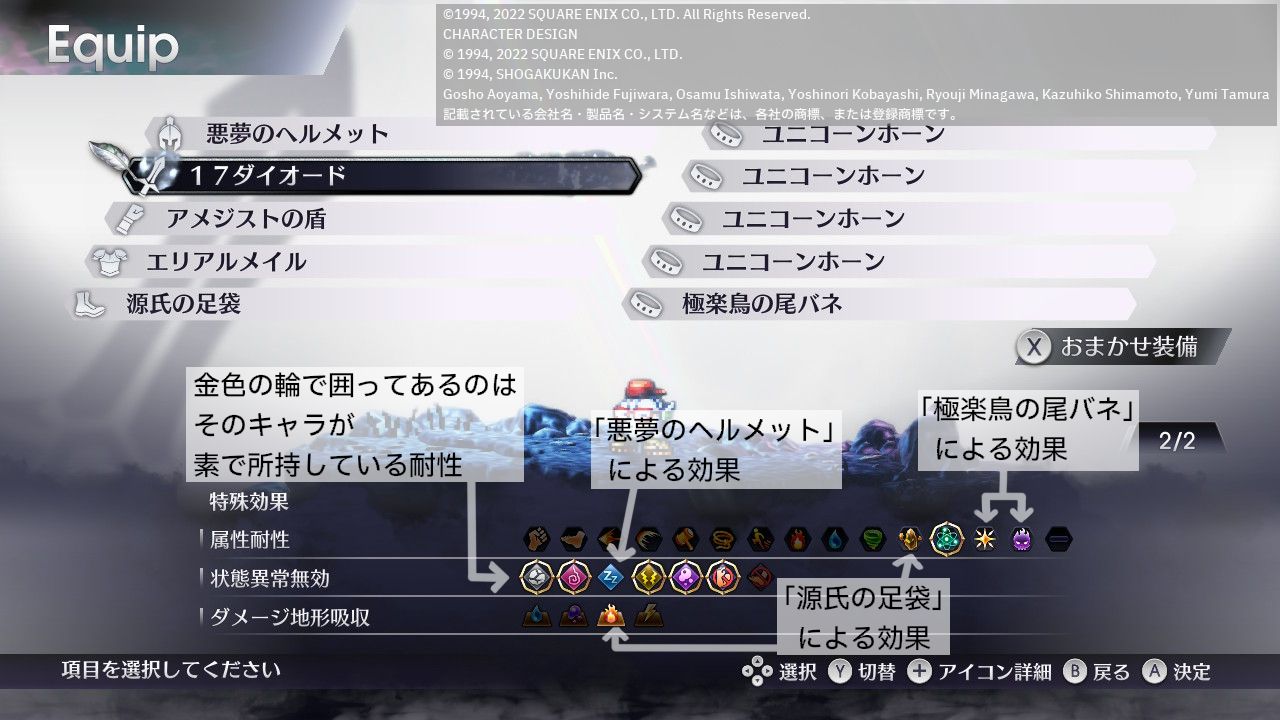 Equip
©1994, 2022 SQUARE ENIX CO., LTD. All Rights Reserved.
CHARACTER DESIGN
© 1994, 2022 SQUARE ENIX CO., LTD.
© 1994, SHOGAKUKAN Inc.
Gosho Aoyama, Yoshihide Fujiwara, Osamu Ishiwata, Yoshinori Kobayashi, Ryouji Minagawa, Kazuhiko Shimamoto, Yumi Tamura
記載されている会社名・製品名・システム名などは、各社の商標、または登録商標です。
悪夢のヘルメット
１７ダイオード
アメジストの盾
エリアルメイル
源氏の足袋
ユニコーンホーン
ユニコーンホーン
ユニコーンホーン
ユニコーンホーン
極楽鳥の尾バネ
X おまかせ装備
金色の輪で囲ってあるのは
そのキャラが
素で所持している耐性
「悪夢のヘルメット」
による効果
「極楽鳥の尾バネ」
による効果
2/2
特殊効果
属性耐性
状態異常無効
ダメージ地形吸収
「源氏の足袋」
による効果
項目を選択してください
選択 Y 切替 + アイコン詳細 B 戻る A 決定